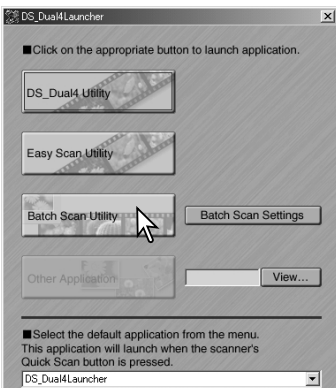 DS_Dual4Launcher
■Click on the appropriate button to launch application.
DS_Dual4 Utility
Easy Scan Utility
Batch Scan Utility
Batch Scan Settings
Other Application
View...
■Select the default application from the menu.
This application will launch when the scanner's
Quick Scan button is pressed.
DS_Dual4Launcher